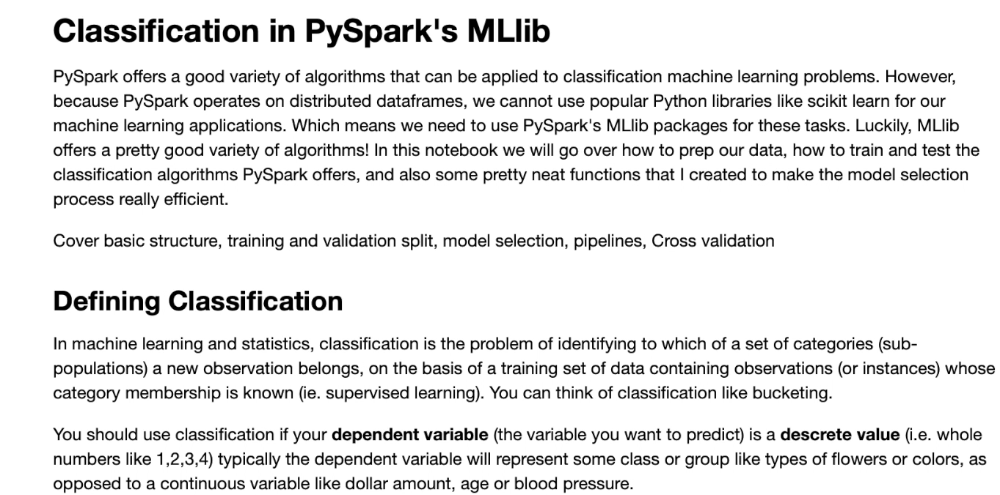 Classification in PySpark's MLlib
PySpark offers a good variety of algorithms that can be applied to classification machine learning problems. However,
because PySpark operates on distributed dataframes, we cannot use popular Python libraries like scikit learn for our
machine learning applications. Which means we need to use PySpark's MLlib packages for these tasks. Luckily, MLlib
offers a pretty good variety of algorithms! In this notebook we will go over how to prep our data, how to train and test the
classification algorithms PySpark offers, and also some pretty neat functions that I created to make the model selection
process really efficient.
Cover basic structure, training and validation split, model selection, pipelines, Cross validation
Defining Classification
In machine learning and statistics, classification is the problem of identifying to which of a set of categories (sub-
populations) a new observation belongs, on the basis of a training set of data containing observations (or instances) whose
category membership is known (ie. supervised learning). You can think of classification like bucketing.
You should use classification if your dependent variable (the variable you want to predict) is a descrete value (i.e. whole
numbers like 1,2,3,4) typically the dependent variable will represent some class or group like types of flowers or colors, as
opposed to a continuous variable like dollar amount, age or blood pressure.